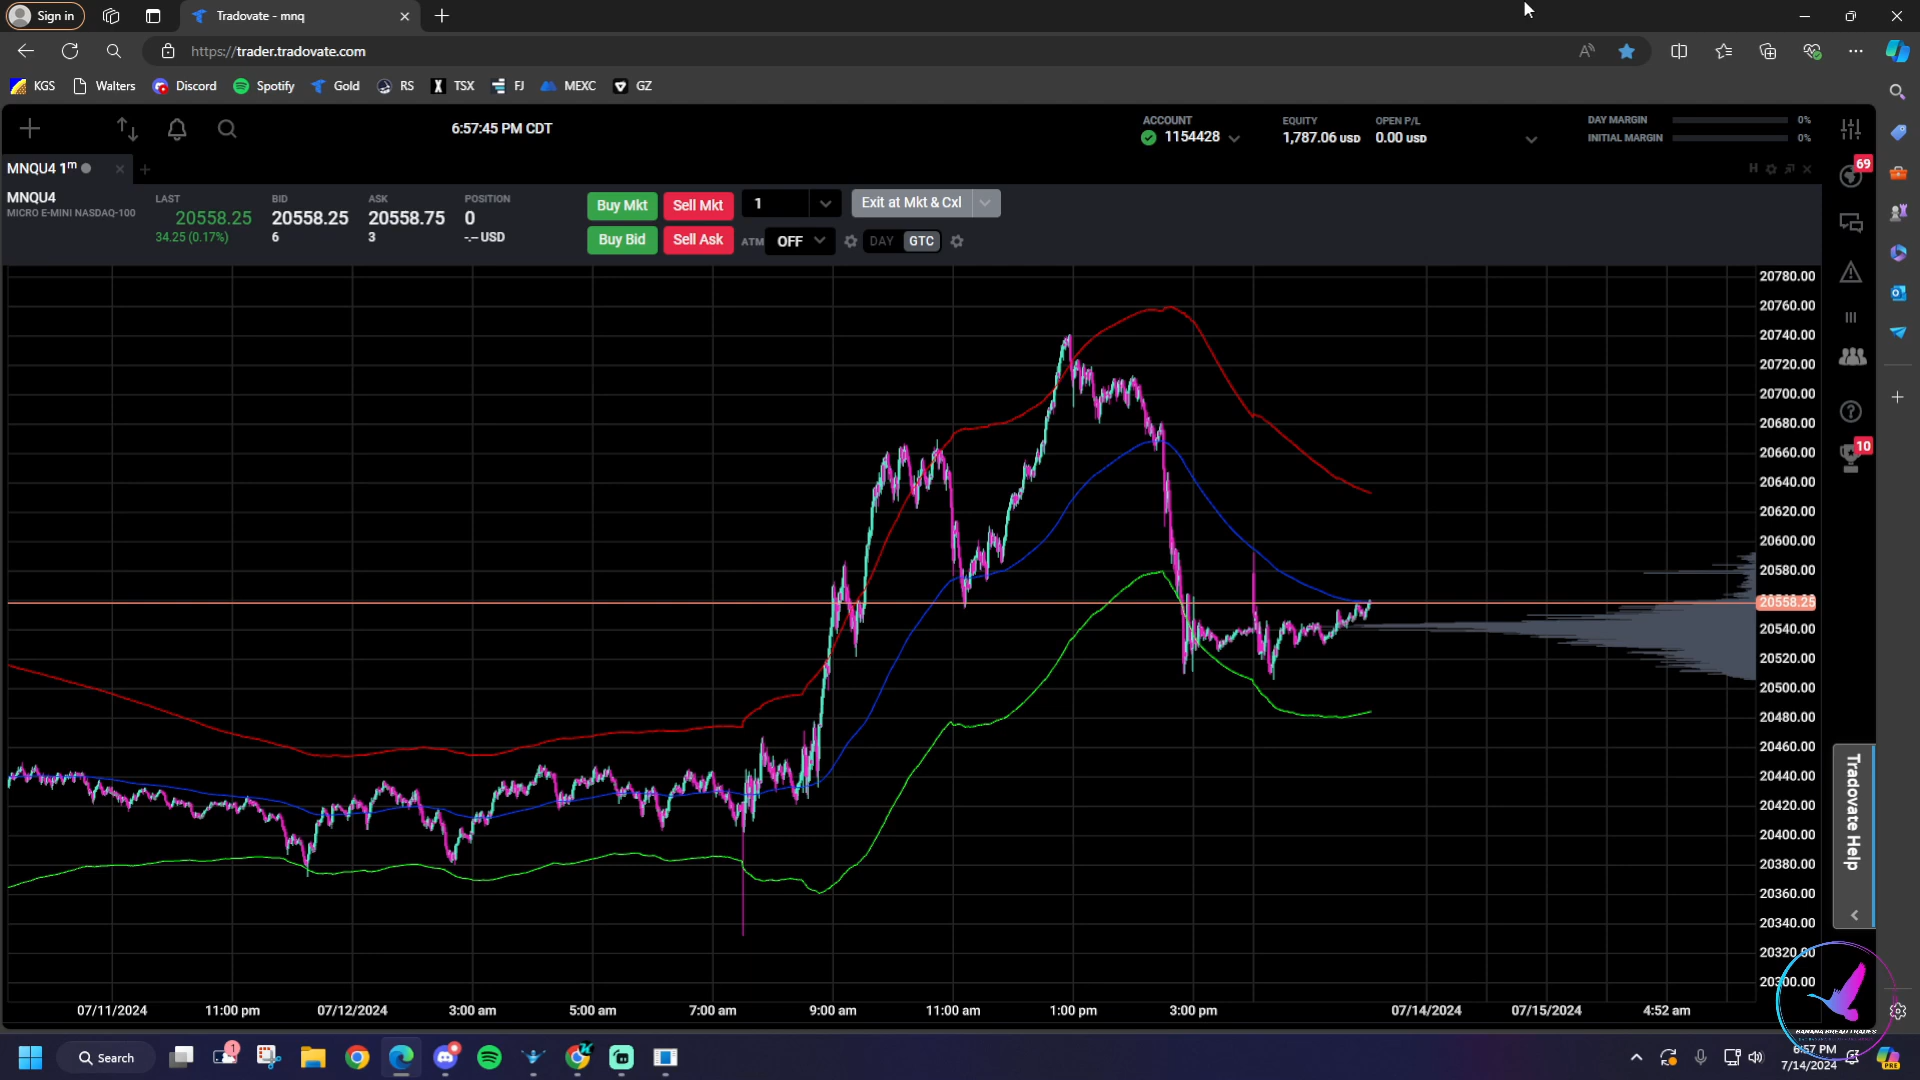 Sign in
Tradovate - mnq
https://trader.tradovate.com
KGS
Walters
Discord
Spotify
Gold
RS
TSX
FJ
MEXC
GZ
6:57:45 PM CDT
ACCOUNT
1154428
EQUITY
1,787.06 USD
OPEN P/L
0.00 USD
DAY MARGIN
0%
INITIAL MARGIN
0%
MNQU4 1m
H
69
MNQU4
MICRO E-MINI NASDAQ-100
LAST
20558.25
34.25 (0.17%)
BID
20558.25
6
ASK
20558.75
3
POSITION
0
-.-- USD
Buy Mkt
Sell Mkt
1
Exit at Mkt & Cxl
Buy Bid
Sell Ask
ATM
OFF
DAY
GTC
20780.00
20760.00
20740.00
20720.00
20700.00
20680.00
20660.00
20640.00
20620.00
20600.00
20580.00
20558.25
20540.00
20520.00
20500.00
20480.00
20460.00
20440.00
20420.00
20400.00
20380.00
20360.00
20340.00
20320.00
20300.00
10
Tradovate Help
07/11/2024
11:00 pm
07/12/2024
3:00 am
5:00 am
7:00 am
9:00 am
11:00 am
1:00 pm
3:00 pm
07/14/2024
07/15/2024
4:52 am
Search
1
6:57 PM
7/14/2024
PRE